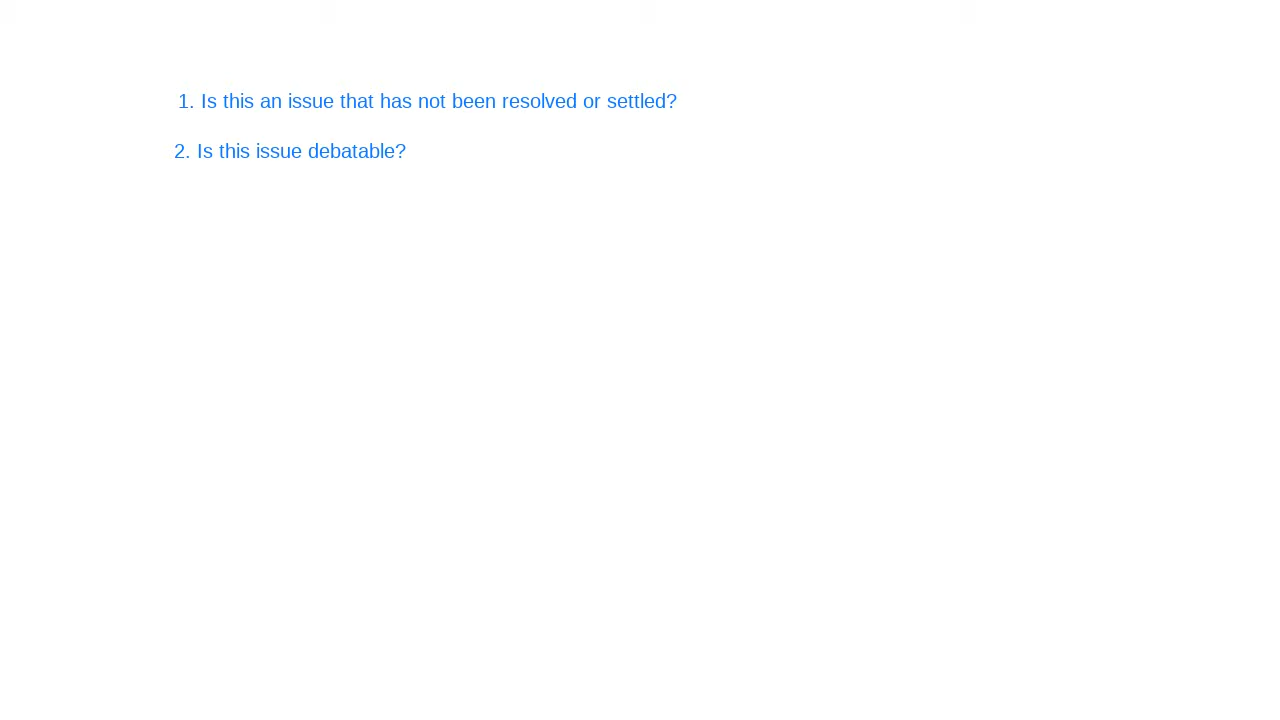 1. Is this an issue that has not been resolved or settled?
2. Is this issue debatable?